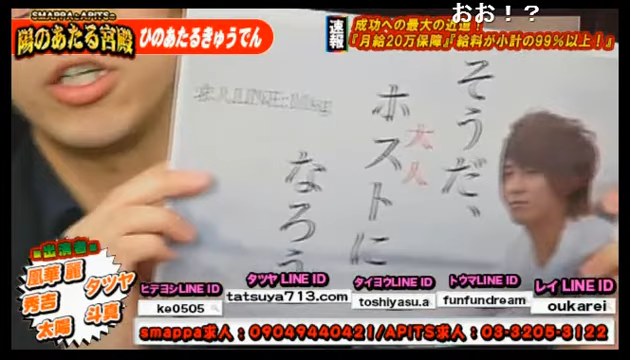 おお！？
SMAPPA×APITSの
陽のあたる宮殿
ひのあたるきゅうでん
速報
成功への最大の近道！
『月給20万保障』『給料が小計の99%以上！』
そうだ、
大人
ホストに
なろう
出演者
凰華 麗
タツヤ
秀吉
斗真
太陽
ヒデヨシLINE ID
ke0505
タツヤ LINE ID
tatsuya713.com
タイヨウLINE ID
toshiyasu.a
トウマLINE ID
funfundream
レイ LINE ID
oukarei
smappa求人：09049440421/APITS求人：03-3205-3122